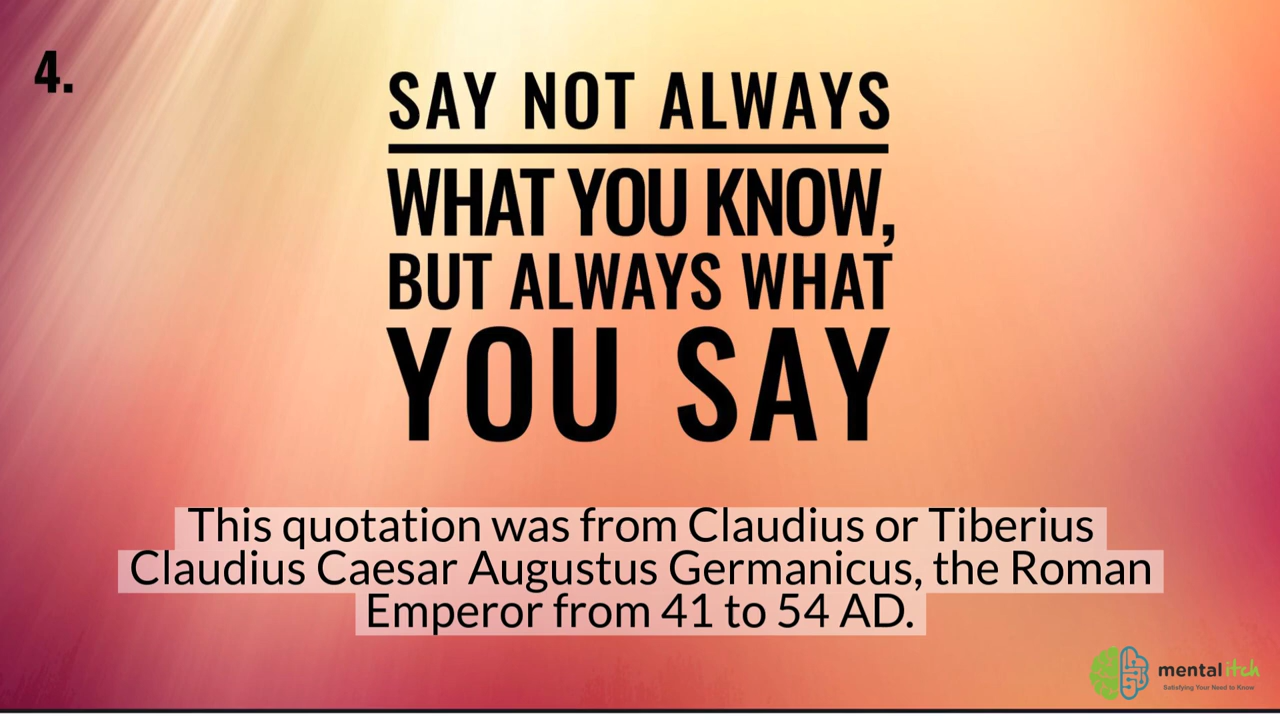 4.
SAY NOT ALWAYS
WHAT YOU KNOW,
BUT ALWAYS WHAT
YOU SAY
This quotation was from Claudius or Tiberius
Claudius Caesar Augustus Germanicus, the Roman
Emperor from 41 to 54 AD.
mental itch
Satisfying Your Need to Know